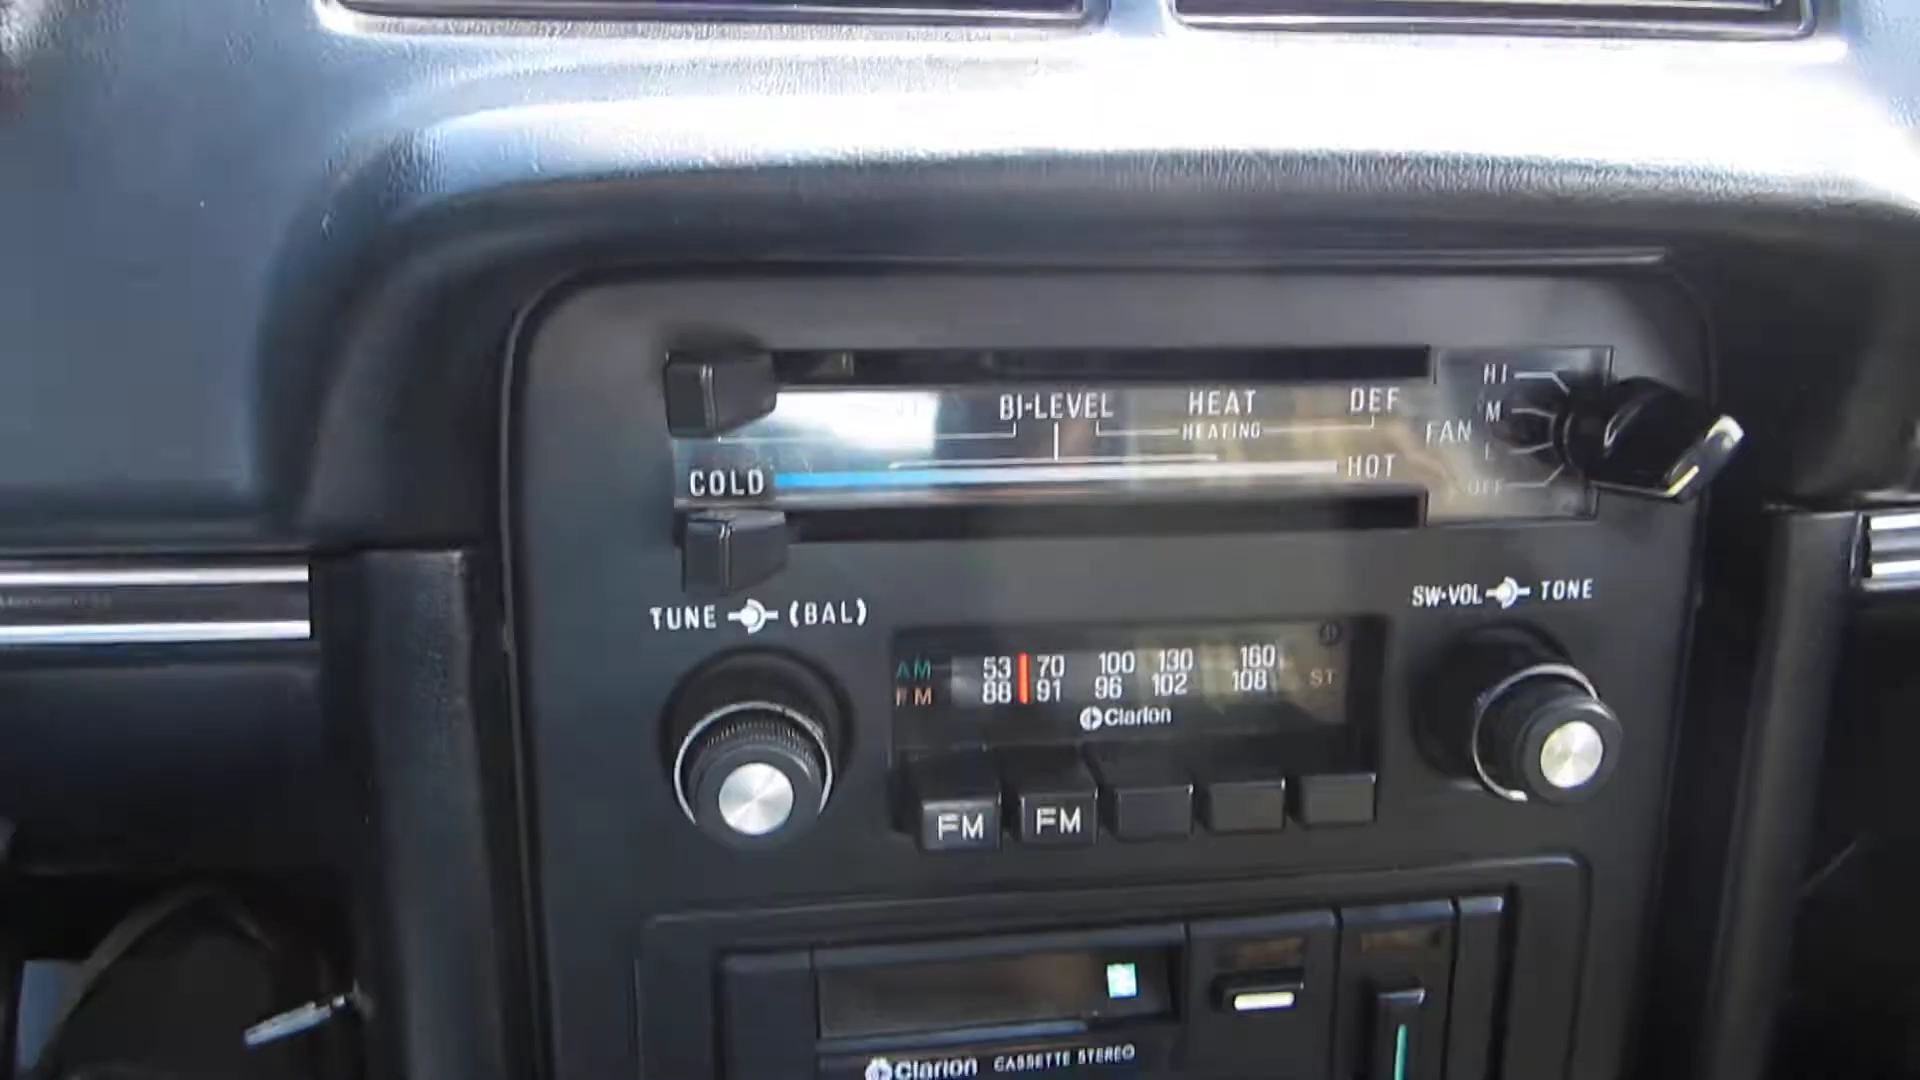 BI-LEVEL HEAT DEF
HEATING
HI
M
FAN
OFF
COLD HOT
TUNE (BAL)
SW·VOL TONE
AM 53 70 100 130 160
FM 88 91 96 102 108 ST
Clarion
FM FM
Clarion CASSETTE STEREO